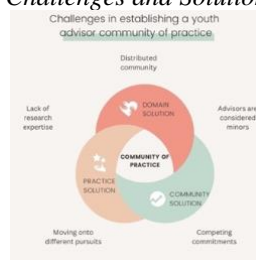 Challenges and Solution
Challenges in establishing a youth
advisor community of practice
Distributed
community
Lack of
research
expertise
DOMAIN
SOLUTION
Advisors are
considered
minors
COMMUNITY OF
PRACTICE
PRACTICE
SOLUTION
COMMUNITY
SOLUTION
Moving onto
different pursuits
Competing
commitments